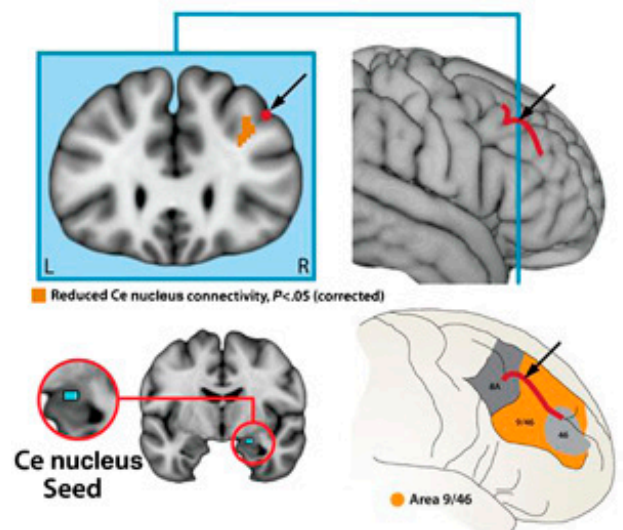 L
R
Reduced Ce nucleus connectivity, P<.05 (corrected)
Ce nucleus
Seed
8A
9/46
46
Area 9/46